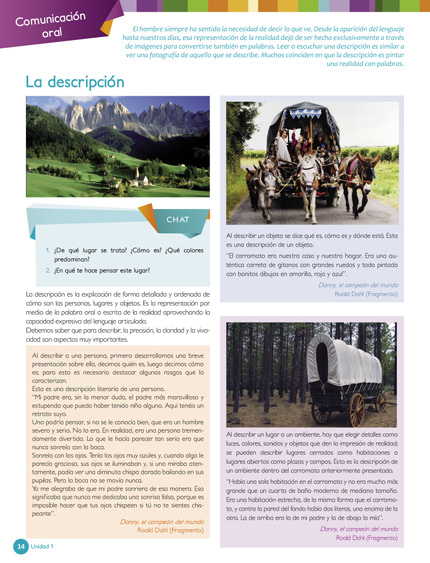 Comunicación
oral
El hombre siempre ha sentido la necesidad de decir lo que ve. Desde la aparición del lenguaje
hasta nuestros días, esa representación de la realidad dejó de ser hecha exclusivamente a través
de imágenes para convertirse también en palabras. Leer o escuchar una descripción es similar a
ver una fotografía de aquello que se describe. Muchos coinciden en que la descripción es pintar
una realidad con palabras.
La descripción
CHAT
1. ¿De qué lugar se trata? ¿Cómo es? ¿Qué colores
predominan?
2. ¿En qué te hace pensar este lugar?
La descripción es la explicación de forma detallada y ordenada de
cómo son las personas, lugares y objetos. Es la representación por
medio de la palabra oral o escrita de la realidad aprovechando la
capacidad expresiva del lenguaje articulado.
Debemos saber que para describir, la precisión, la claridad y la viva-
cidad son aspectos muy importantes.
Al describir a una persona, primero desarrollamos una breve
presentación sobre ella, decimos quién es, luego decimos cómo
es; para esto es necesario destacar algunos rasgos que la
caracterizan.
Esta es una descripción literaria de una persona.
"Mi padre era, sin la menor duda, el padre más maravilloso y
estupendo que pueda haber tenido niño alguno. Aquí tenéis un
retrato suyo.
Uno podría pensar, si no se le conocía bien, que era un hombre
severo y serio. No lo era. En realidad, era una persona tremen-
damente divertida. Lo que le hacía parecer tan serio era que
nunca sonreía con la boca.
Sonreía con los ojos. Tenía los ojos muy azules y, cuando algo le
parecía gracioso, sus ojos se iluminaban y, si uno miraba aten-
tamente, podía ver una diminuta chispa dorada bailando en sus
pupilas. Pero la boca no se movía nunca.
Yo me alegraba de que mi padre sonriera de esa manera. Eso
significaba que nunca me dedicaba una sonrisa falsa, porque es
imposible hacer que tus ojos chispeen si tú no te sientes chis-
peante".
Danny, el campeón del mundo
Roald Dahl (Fragmento)
Al describir un objeto se dice qué es, cómo es y dónde está. Esta
es una descripción de un objeto.
"El carromato era nuestra casa y nuestro hogar. Era una au-
téntica carreta de gitanos con grandes ruedas y toda pintada
con bonitos dibujos en amarillo, rojo y azul".
Danny, el campeón del mundo
Roald Dahl (Fragmento)
Al describir un lugar o un ambiente, hay que elegir detalles como
luces, colores, sonidos y objetos que den la impresión de realidad;
se pueden describir lugares cerrados como habitaciones o
lugares abiertos como plazas y campos. Esta es la descripción de
un ambiente dentro del carromato anteriormente presentado.
"Había una sola habitación en el carromato y no era mucho más
grande que un cuarto de baño moderno de mediano tamaño.
Era una habitación estrecha, de la misma forma que el carroma-
to, y contra la pared del fondo había dos literas, una encima de la
otra. La de arriba era la de mi padre y la de abajo la mía".
Danny, el campeón del mundo
Roald Dahl (Fragmento)
14 Unidad 1